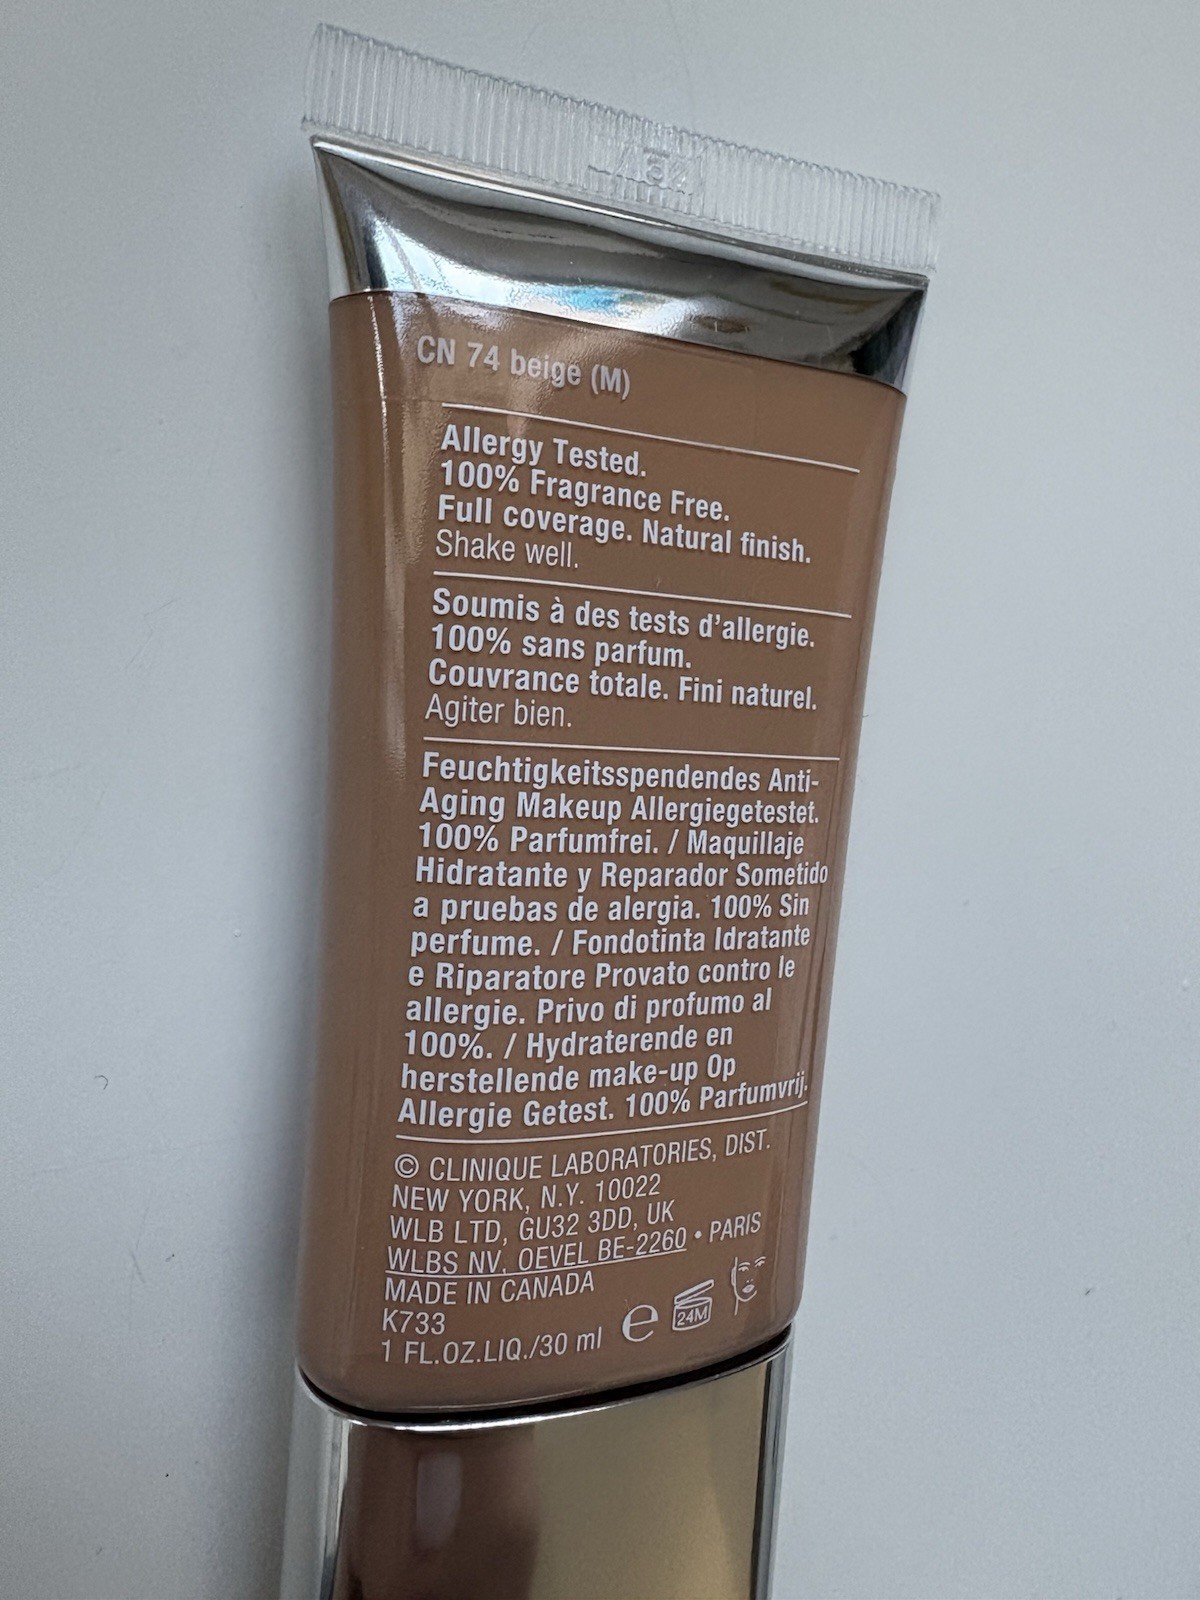 CN 74 beige (M)
Allergy Tested.
100% Fragrance Free.
Full coverage. Natural finish.
Shake well.
Soumis à des tests d'allergie.
100% sans parfum.
Couvrance totale. Fini naturel.
Agiter bien.
Feuchtigkeitsspendendes Anti-
Aging Makeup Allergiegetestet.
100% Parfumfrei. / Maquillaje
Hidratante y Reparador Sometido
a pruebas de alergia. 100% Sin
perfume. / Fondotinta Idratante
e Riparatore Provato contro le
allergie. Privo di profumo al
100%. / Hydraterende en
herstellende make-up Op
Allergie Getest. 100% Parfumvrij.
© CLINIQUE LABORATORIES, DIST.
NEW YORK, N.Y. 10022
WLB LTD, GU32 3DD, UK
WLBS NV, OEVEL BE-2260 • PARIS
MADE IN CANADA
K733
1 FL.OZ.LIQ./30 ml e 24M